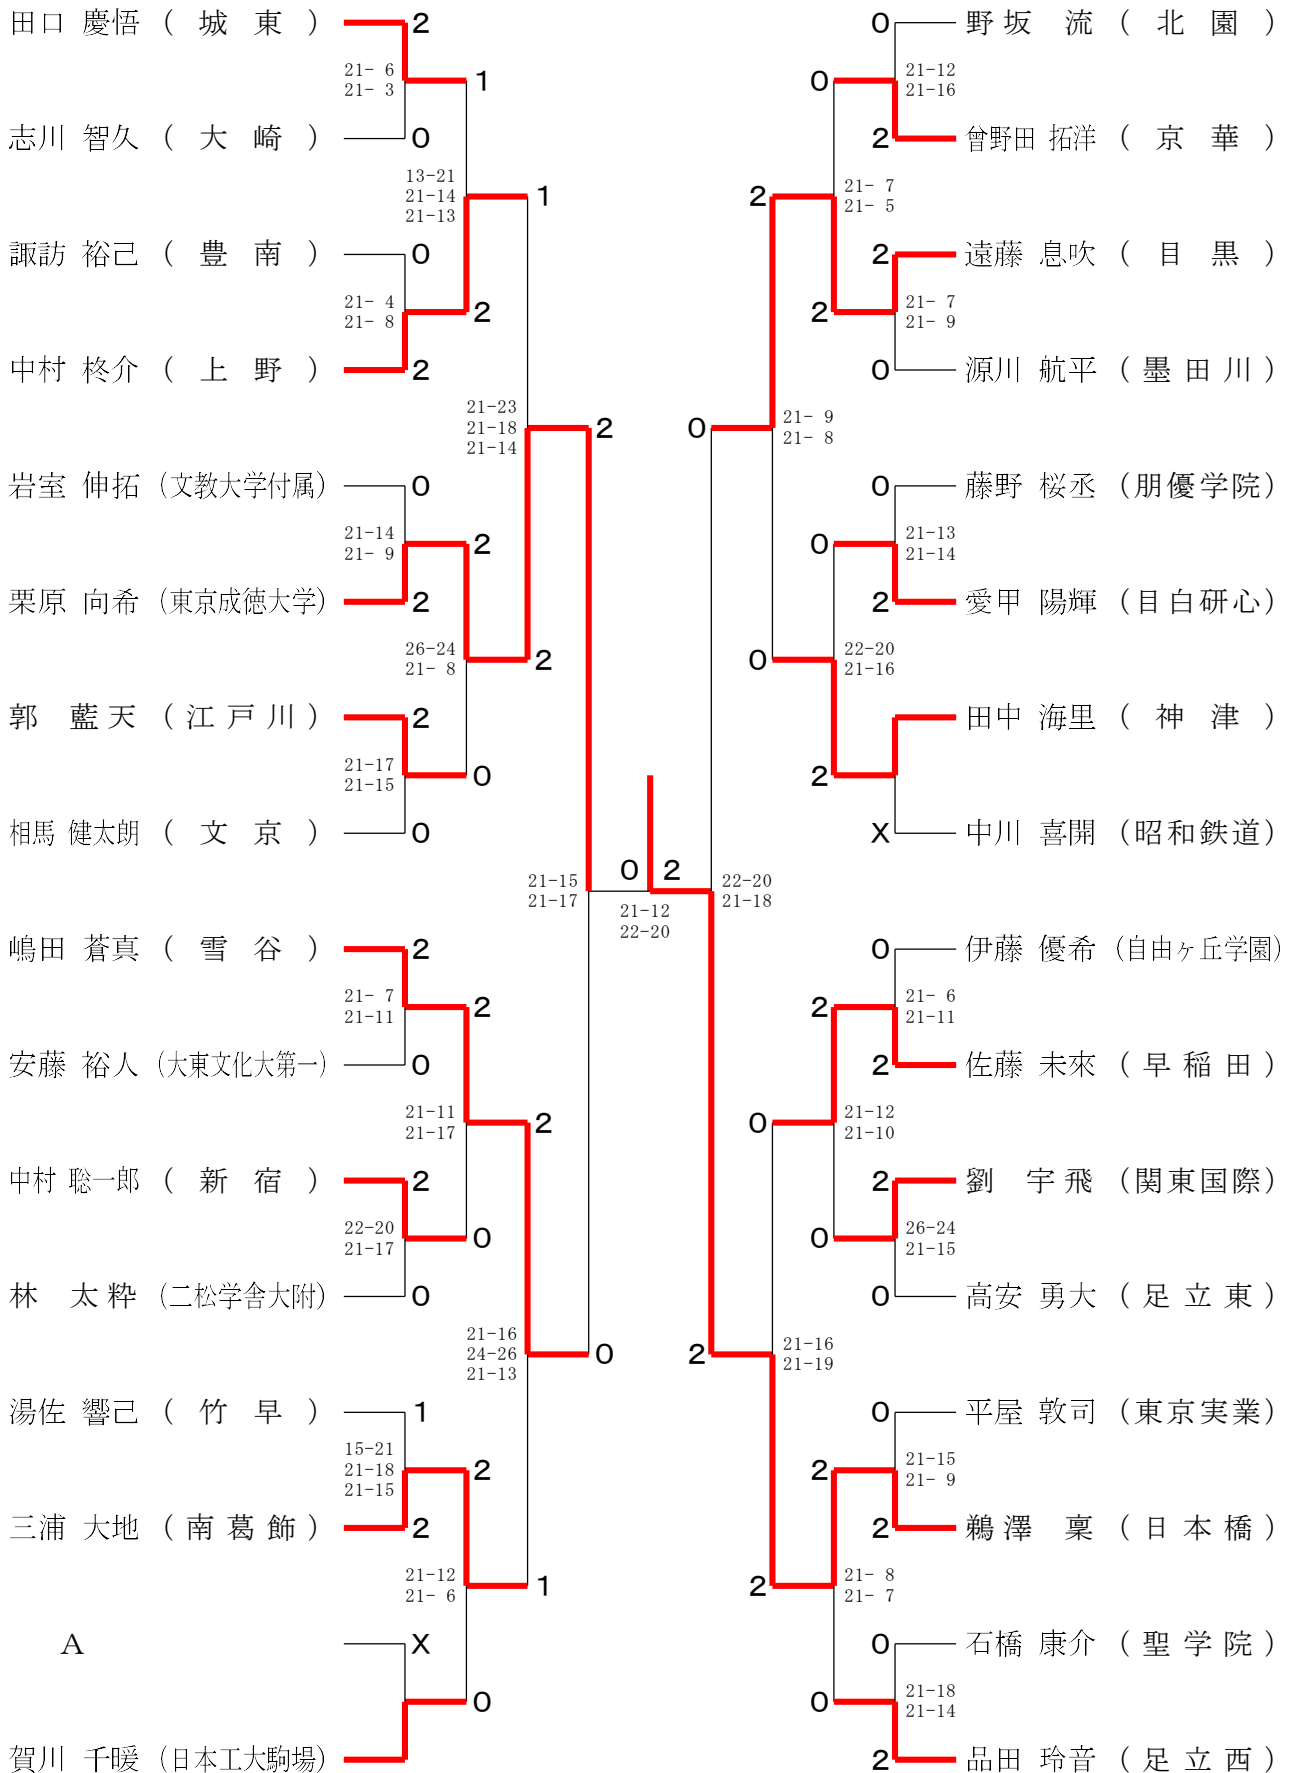 田口 慶悟 ( 城 東 ) 2
21- 6
21- 3
1
志川 智久 ( 大 崎 ) 0
13-21
21-14
21-13
1
諏訪 裕己 ( 豊 南 ) 0
21- 4
21- 8
2
中村 柊介 ( 上 野 ) 2
21-23
21-18
21-14
2
岩室 伸拓 (文教大学付属) 0
21-14
21- 9
2
栗原 向希 (東京成徳大学) 2
26-24
21- 8
2
郭 藍天 ( 江 戸 川 ) 2
21-17
21-15
0
相馬 健太朗 ( 文 京 ) 0
21-15
21-17
嶋田 蒼真 ( 雪 谷 ) 2
21- 7
21-11
2
安藤 裕人 (大東文化大第一) 0
21-11
21-17
2
中村 聡一郎 ( 新 宿 ) 2
22-20
21-17
0
林 太粋 (二松学舎大附) 0
21-16
24-26
21-13
0
湯佐 響己 ( 竹 早 ) 1
15-21
21-18
21-15
2
三浦 大地 ( 南 葛 飾 ) 2
21-12
21- 6
1
A X
0
賀川 千暖 (日本工大駒場)
0 2
21-12
22-20
0 野坂 流 ( 北 園 )
0
21-12
21-16
2 曾野田 拓洋 ( 京 華 )
2
21- 7
21- 5
2 遠藤 息吹 ( 目 黒 )
2
21- 7
21- 9
0 源川 航平 ( 墨 田 川 )
0
21- 9
21- 8
0 藤野 桜丞 (朋優学院)
0
21-13
21-14
2 愛甲 陽輝 (目白研心)
0
22-20
21-16
田中 海里 ( 神 津 )
2
X 中川 喜開 (昭和鉄道)
22-20
21-18
0 伊藤 優希 (自由ヶ丘学園)
2
21- 6
21-11
2 佐藤 未來 ( 早 稲 田 )
0
21-12
21-10
2 劉 宇飛 (関東国際)
0
26-24
21-15
0 高安 勇大 ( 足 立 東 )
2
21-16
21-19
0 平屋 敦司 (東京実業)
2
21-15
21- 9
2 鵜澤 稟 ( 日 本 橋 )
2
21- 8
21- 7
0 石橋 康介 ( 聖 学 院 )
0
21-18
21-14
2 品田 玲音 ( 足 立 西 )